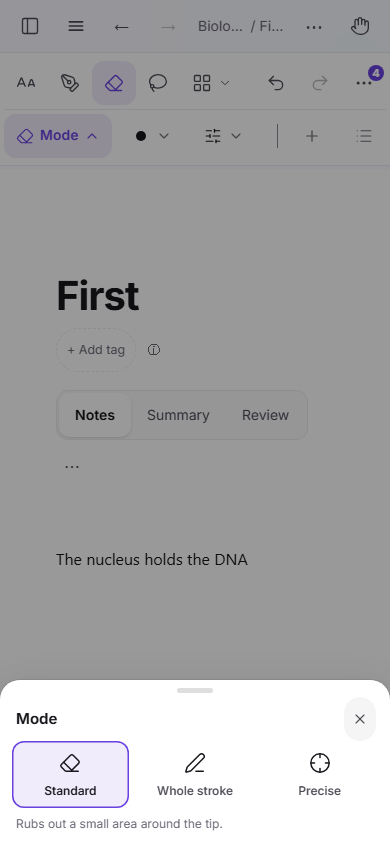 Biolo... / Fi...
AA
4
Mode
First
+ Add tag
Notes Summary Review
...
The nucleus holds the DNA
Mode
Standard Whole stroke Precise
Rubs out a small area around the tip.